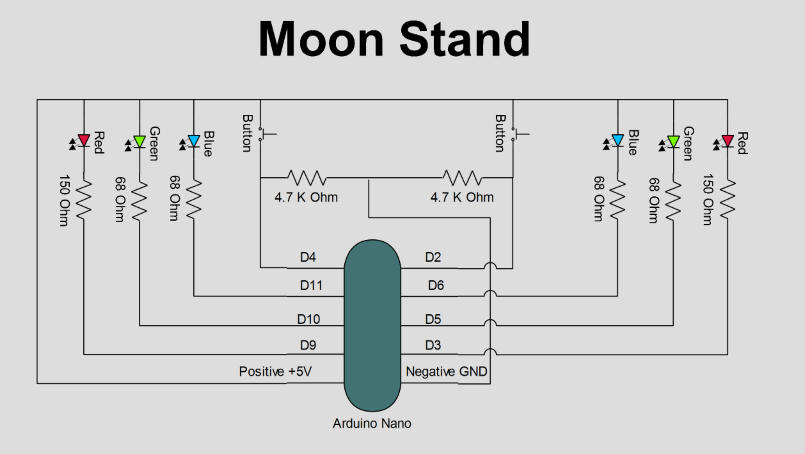 Moon Stand
Red
Green
Blue
Button
Button
Blue
Green
Red
150 Ohm
68 Ohm
68 Ohm
4.7 K Ohm
4.7 K Ohm
68 Ohm
68 Ohm
150 Ohm
D4
D2
D11
D6
D10
D5
D9
D3
Positive +5V
Negative GND
Arduino Nano